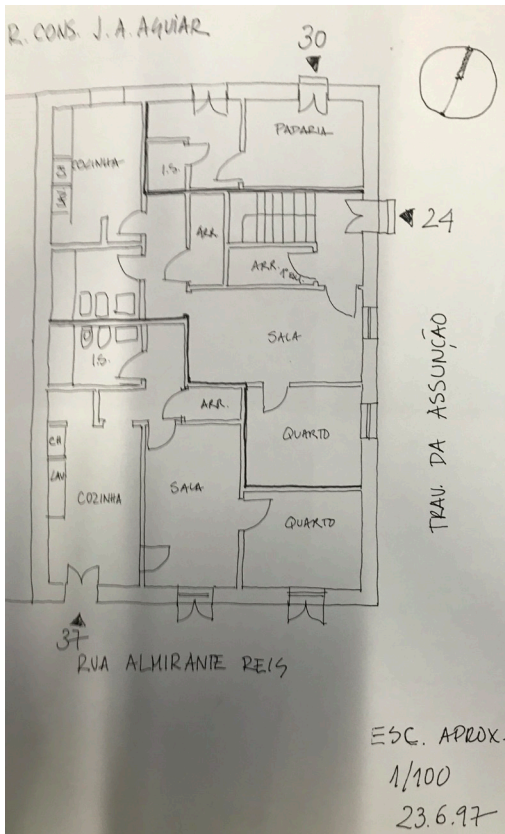 R. CONS. J. A. AGUIAR
30
PADARIA
COZINHA
I.S.
24
ARR.
ARR.
SALA
TRAV. DA ASSUNÇÃO
I.S.
ARR.
QUARTO
CH
LAV
COZINHA
SALA
QUARTO
37
RUA ALMIRANTE REIS
ESC. APROX.
1/100
23.6.97